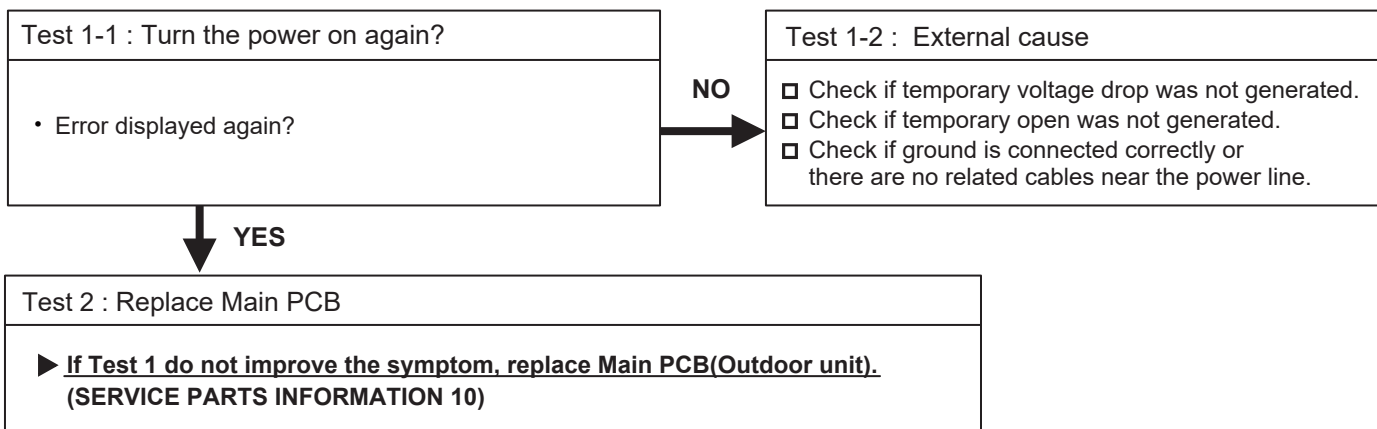 Test 1-1 : Turn the power on again?
• Error displayed again?
NO
Test 1-2 :  External cause
Check if temporary voltage drop was not generated.
Check if temporary open was not generated.
Check if ground is connected correctly or
there are no related cables near the power line.
YES
Test 2 : Replace Main PCB
▶ If Test 1 do not improve the symptom, replace Main PCB(Outdoor unit).
(SERVICE PARTS INFORMATION 10)